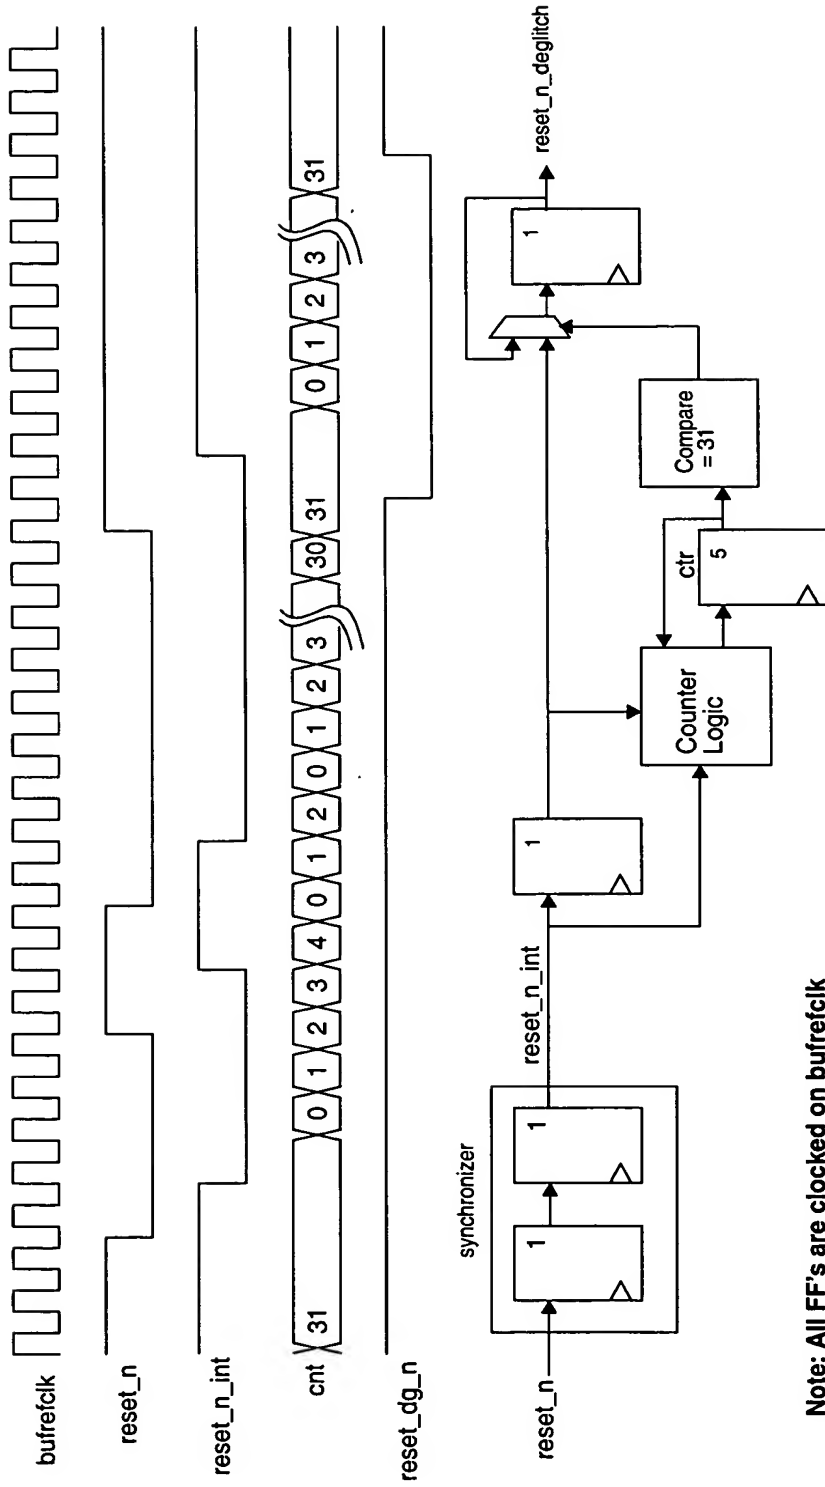 bufrefclk
reset_n
reset_n_int
cnt
31
0
1
2
3
4
0
1
2
0
1
2
3
30
31
0
1
2
3
31
reset_dg_n
reset_n
synchronizer
1
1
reset_n_int
1
Counter
Logic
ctr
5
Compare
= 31
1
reset_n_deglitch
Note: All FF's are clocked on bufrefclk